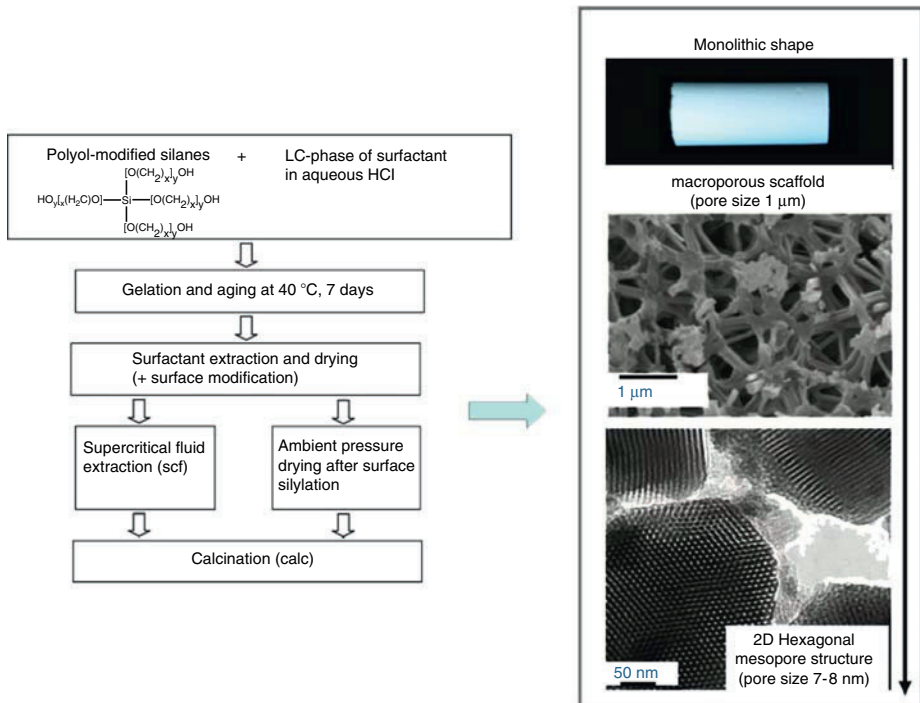 Polyol-modified silanes + LC-phase of surfactant
in aqueous HCl
[O(CH2)x]yOH
HOy[x(H2C)O]—Si—[O(CH2)x]yOH
[O(CH2)x]yOH
Gelation and aging at 40 °C, 7 days
Surfactant extraction and drying
(+ surface modification)
Supercritical fluid
extraction (scf)
Ambient pressure
drying after surface
silylation
Calcination (calc)
Monolithic shape
macroporous scaffold
(pore size 1 μm)
1 μm
2D Hexagonal
mesopore structure
(pore size 7-8 nm)
50 nm